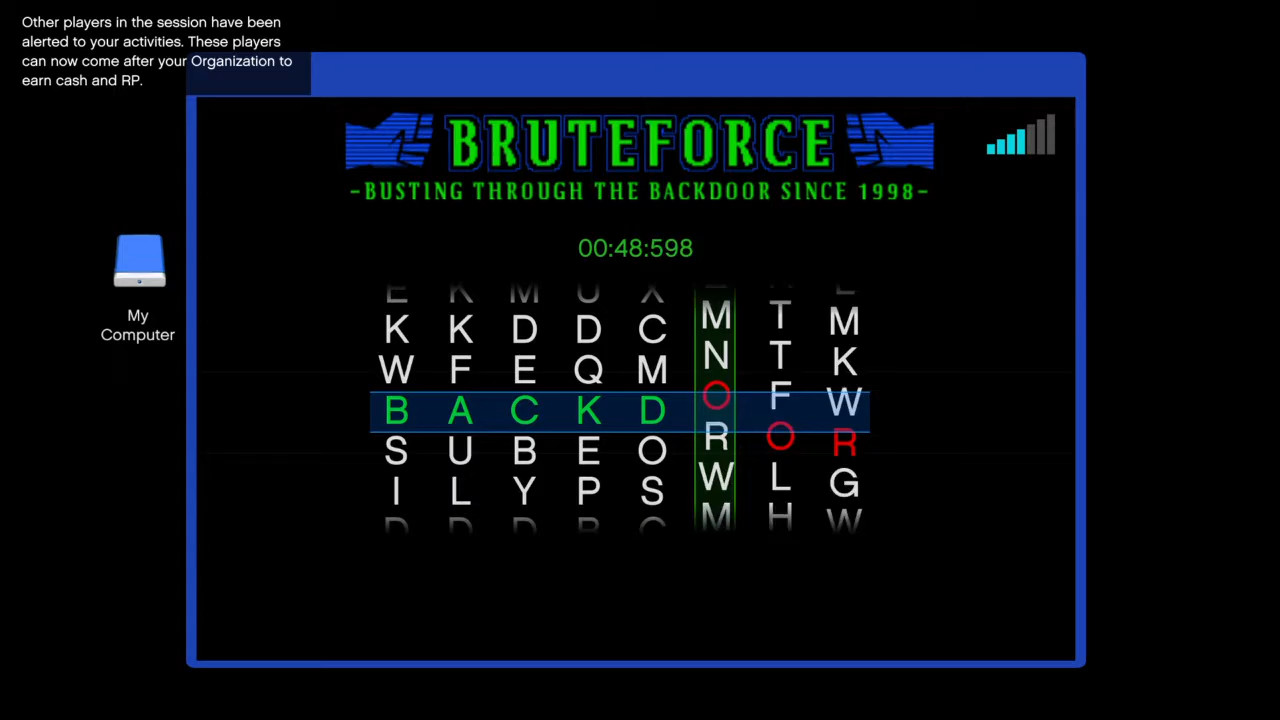 Other players in the session have been
alerted to your activities. These players
can now come after your Organization to
earn cash and RP.
BRUTEFORCE
-BUSTING THROUGH THE BACKDOOR SINCE 1998-
00:48:598
My
Computer
K K D D C M T M
W F E Q M N T K
B A C K D O F W
S U B E O R O R
I L Y P S W L G